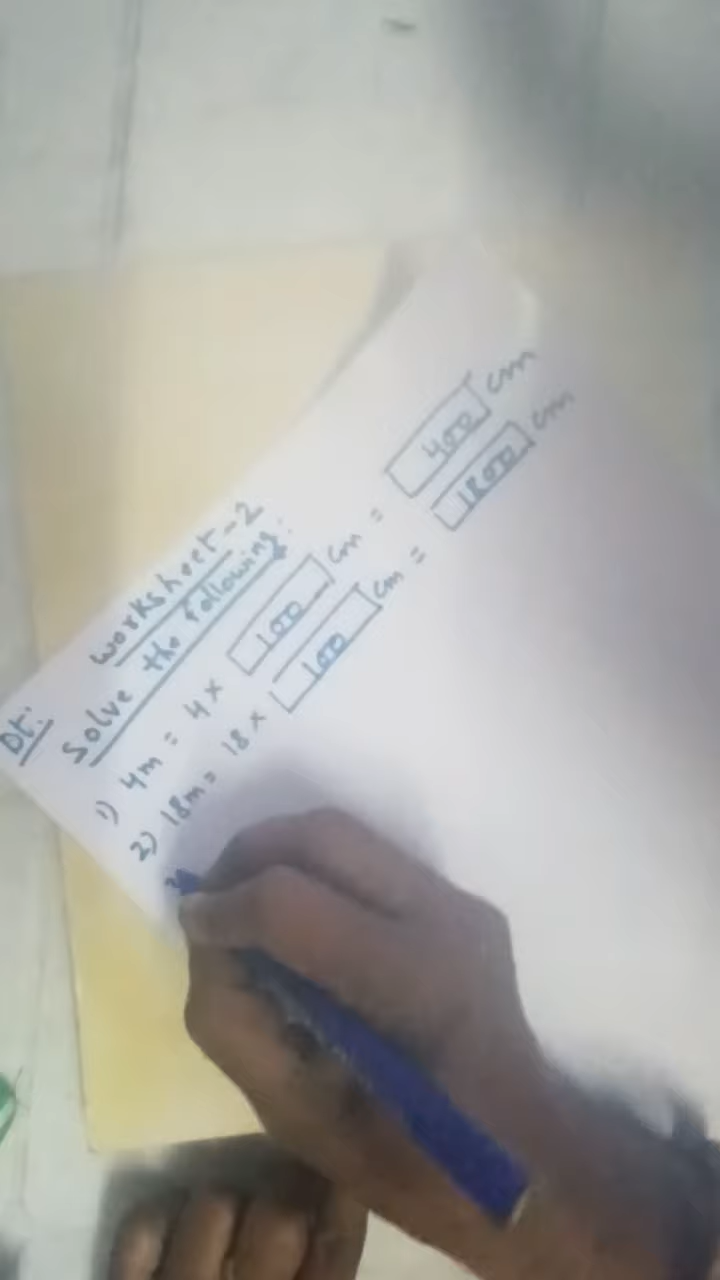 Dt:
Worksheet-2
Solve the following:
1) 4m = 4 x 100 cm = 400 cm
2) 18m = 18 x 100 cm = 1800 cm
3